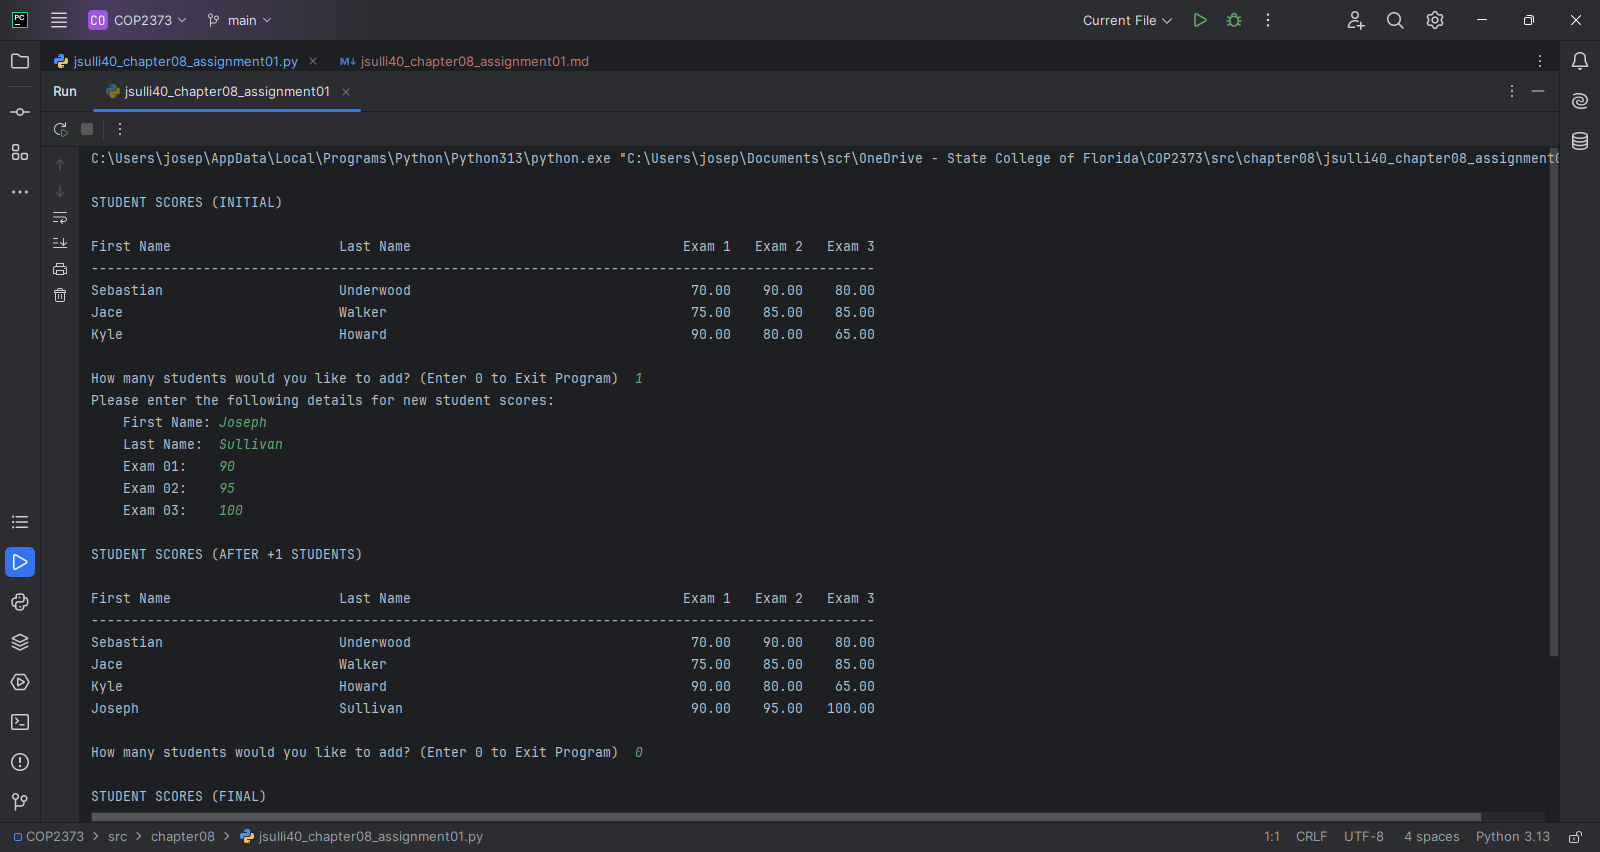 PC
CO COP2373 main Current File
jsulli40_chapter08_assignment01.py M↓ jsulli40_chapter08_assignment01.md
Run jsulli40_chapter08_assignment01
C:\Users\josep\AppData\Local\Programs\Python\Python313\python.exe "C:\Users\josep\Documents\scf\OneDrive - State College of Florida\COP2373\src\chapter08\jsulli40_chapter08_assignment0
STUDENT SCORES (INITIAL)
First Name Last Name Exam 1 Exam 2 Exam 3
--------------------------------------------------------------------------------------------------
Sebastian Underwood 70.00 90.00 80.00
Jace Walker 75.00 85.00 85.00
Kyle Howard 90.00 80.00 65.00
How many students would you like to add? (Enter 0 to Exit Program) 1
Please enter the following details for new student scores:
First Name: Joseph
Last Name: Sullivan
Exam 01: 90
Exam 02: 95
Exam 03: 100
STUDENT SCORES (AFTER +1 STUDENTS)
First Name Last Name Exam 1 Exam 2 Exam 3
--------------------------------------------------------------------------------------------------
Sebastian Underwood 70.00 90.00 80.00
Jace Walker 75.00 85.00 85.00
Kyle Howard 90.00 80.00 65.00
Joseph Sullivan 90.00 95.00 100.00
How many students would you like to add? (Enter 0 to Exit Program) 0
STUDENT SCORES (FINAL)
COP2373 > src > chapter08 > jsulli40_chapter08_assignment01.py 1:1 CRLF UTF-8 4 spaces Python 3.13